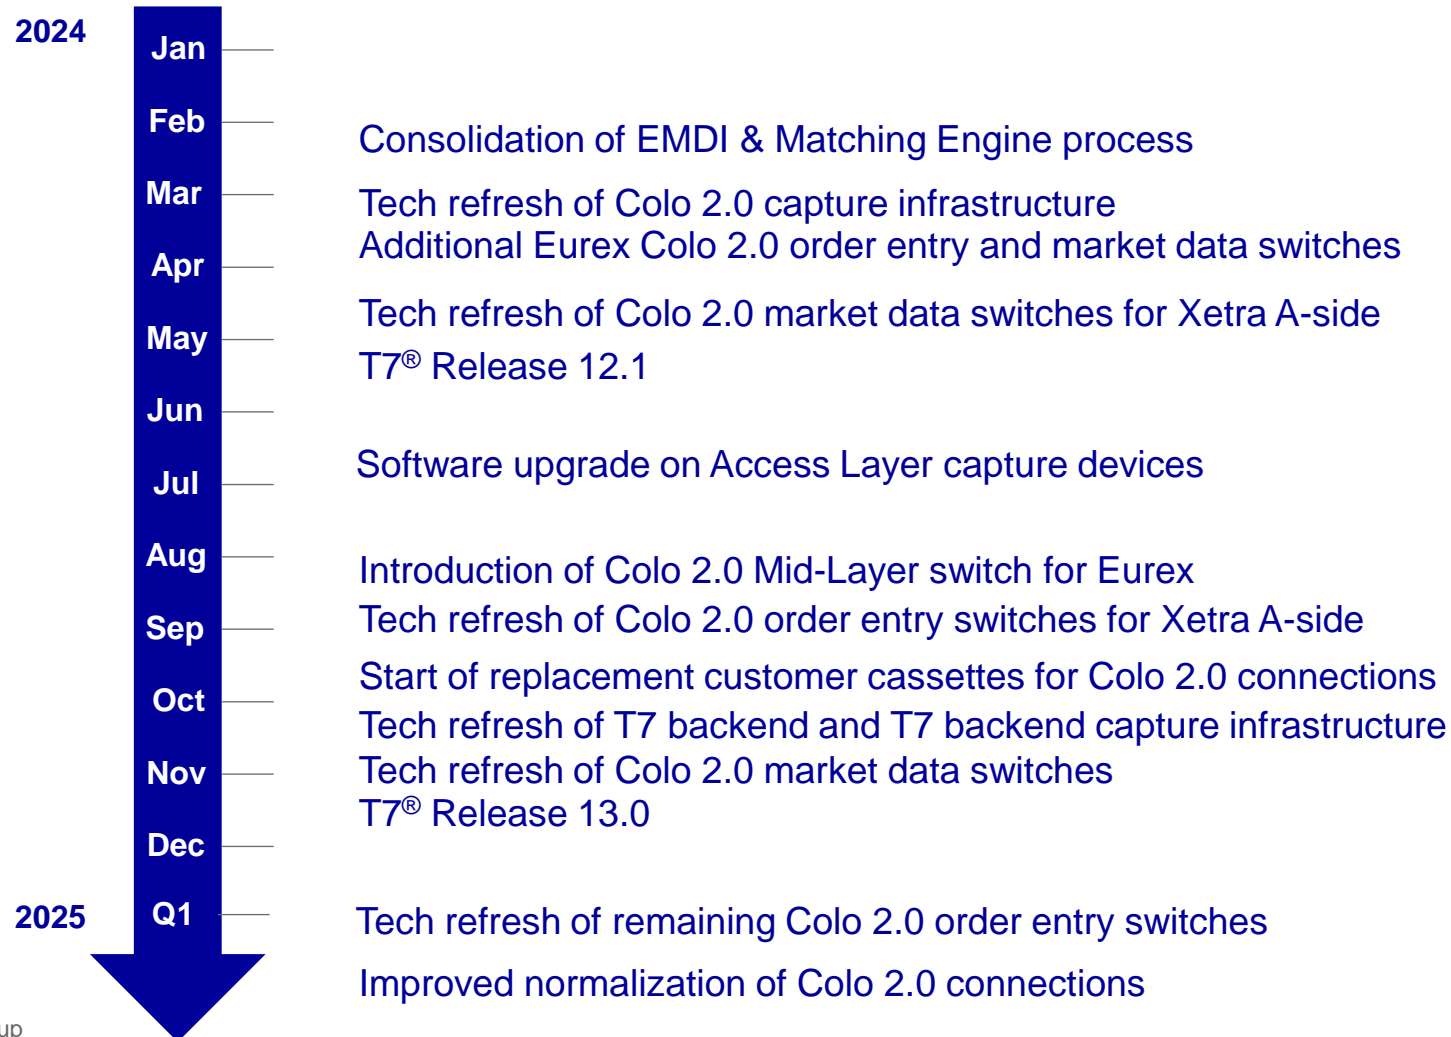 2024
Jan
Feb
Consolidation of EMDI & Matching Engine process
Mar
Tech refresh of Colo 2.0 capture infrastructure
Additional Eurex Colo 2.0 order entry and market data switches
Apr
Tech refresh of Colo 2.0 market data switches for Xetra A-side
May
T7® Release 12.1
Jun
Software upgrade on Access Layer capture devices
Jul
Aug
Introduction of Colo 2.0 Mid-Layer switch for Eurex
Sep
Tech refresh of Colo 2.0 order entry switches for Xetra A-side
Start of replacement customer cassettes for Colo 2.0 connections
Oct
Tech refresh of T7 backend and T7 backend capture infrastructure
Nov
Tech refresh of Colo 2.0 market data switches
T7® Release 13.0
Dec
2025
Q1
Tech refresh of remaining Colo 2.0 order entry switches
Improved normalization of Colo 2.0 connections